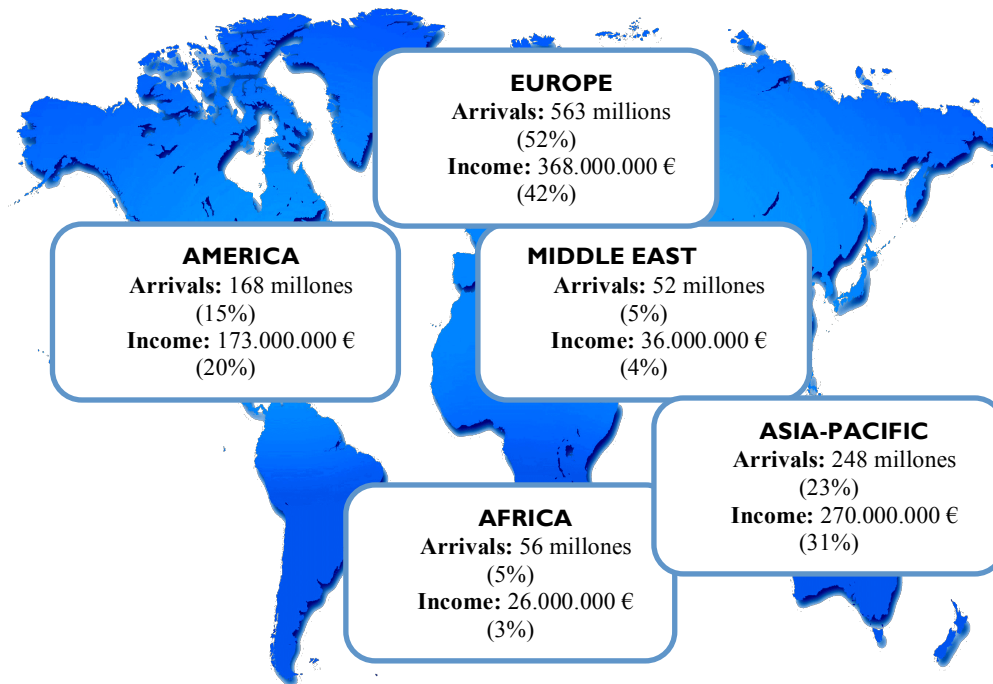 EUROPE
Arrivals: 563 millions
(52%)
Income: 368.000.000 €
(42%)
AMERICA
Arrivals: 168 millones
(15%)
Income: 173.000.000 €
(20%)
MIDDLE EAST
Arrivals: 52 millones
(5%)
Income: 36.000.000 €
(4%)
ASIA-PACIFIC
Arrivals: 248 millones
(23%)
Income: 270.000.000 €
(31%)
AFRICA
Arrivals: 56 millones
(5%)
Income: 26.000.000 €
(3%)